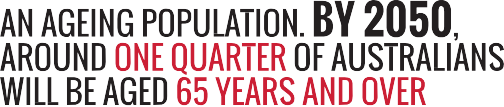 AN AGEING POPULATION. BY 2050,
AROUND ONE QUARTER OF AUSTRALIANS
WILL BE AGED 65 YEARS AND OVER